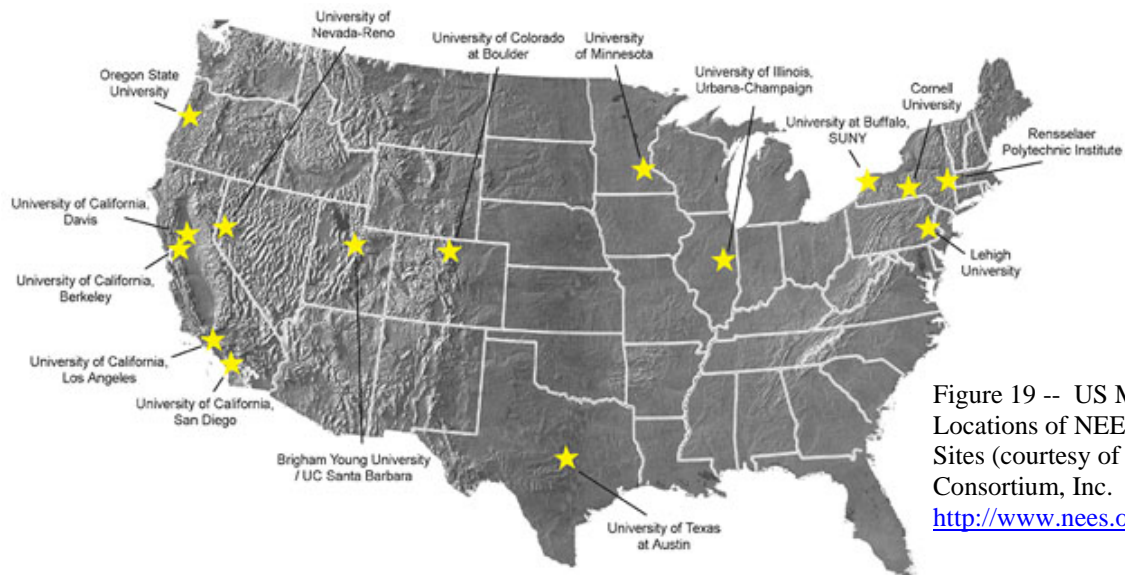 University of
Nevada-Reno
University of Colorado
at Boulder
University
of Minnesota
University of Illinois,
Urbana-Champaign
Cornell
University
Oregon State
University
University at Buffalo,
SUNY
Rensselaer
Polytechnic Institute
University of California,
Davis
University of California,
Berkeley
Lehigh
University
University of California,
Los Angeles
University of California,
San Diego
Brigham Young University
/ UC Santa Barbara
University of Texas
at Austin
Figure 19 -- US M
Locations of NEE
Sites (courtesy of
Consortium, Inc.
http://www.nees.o